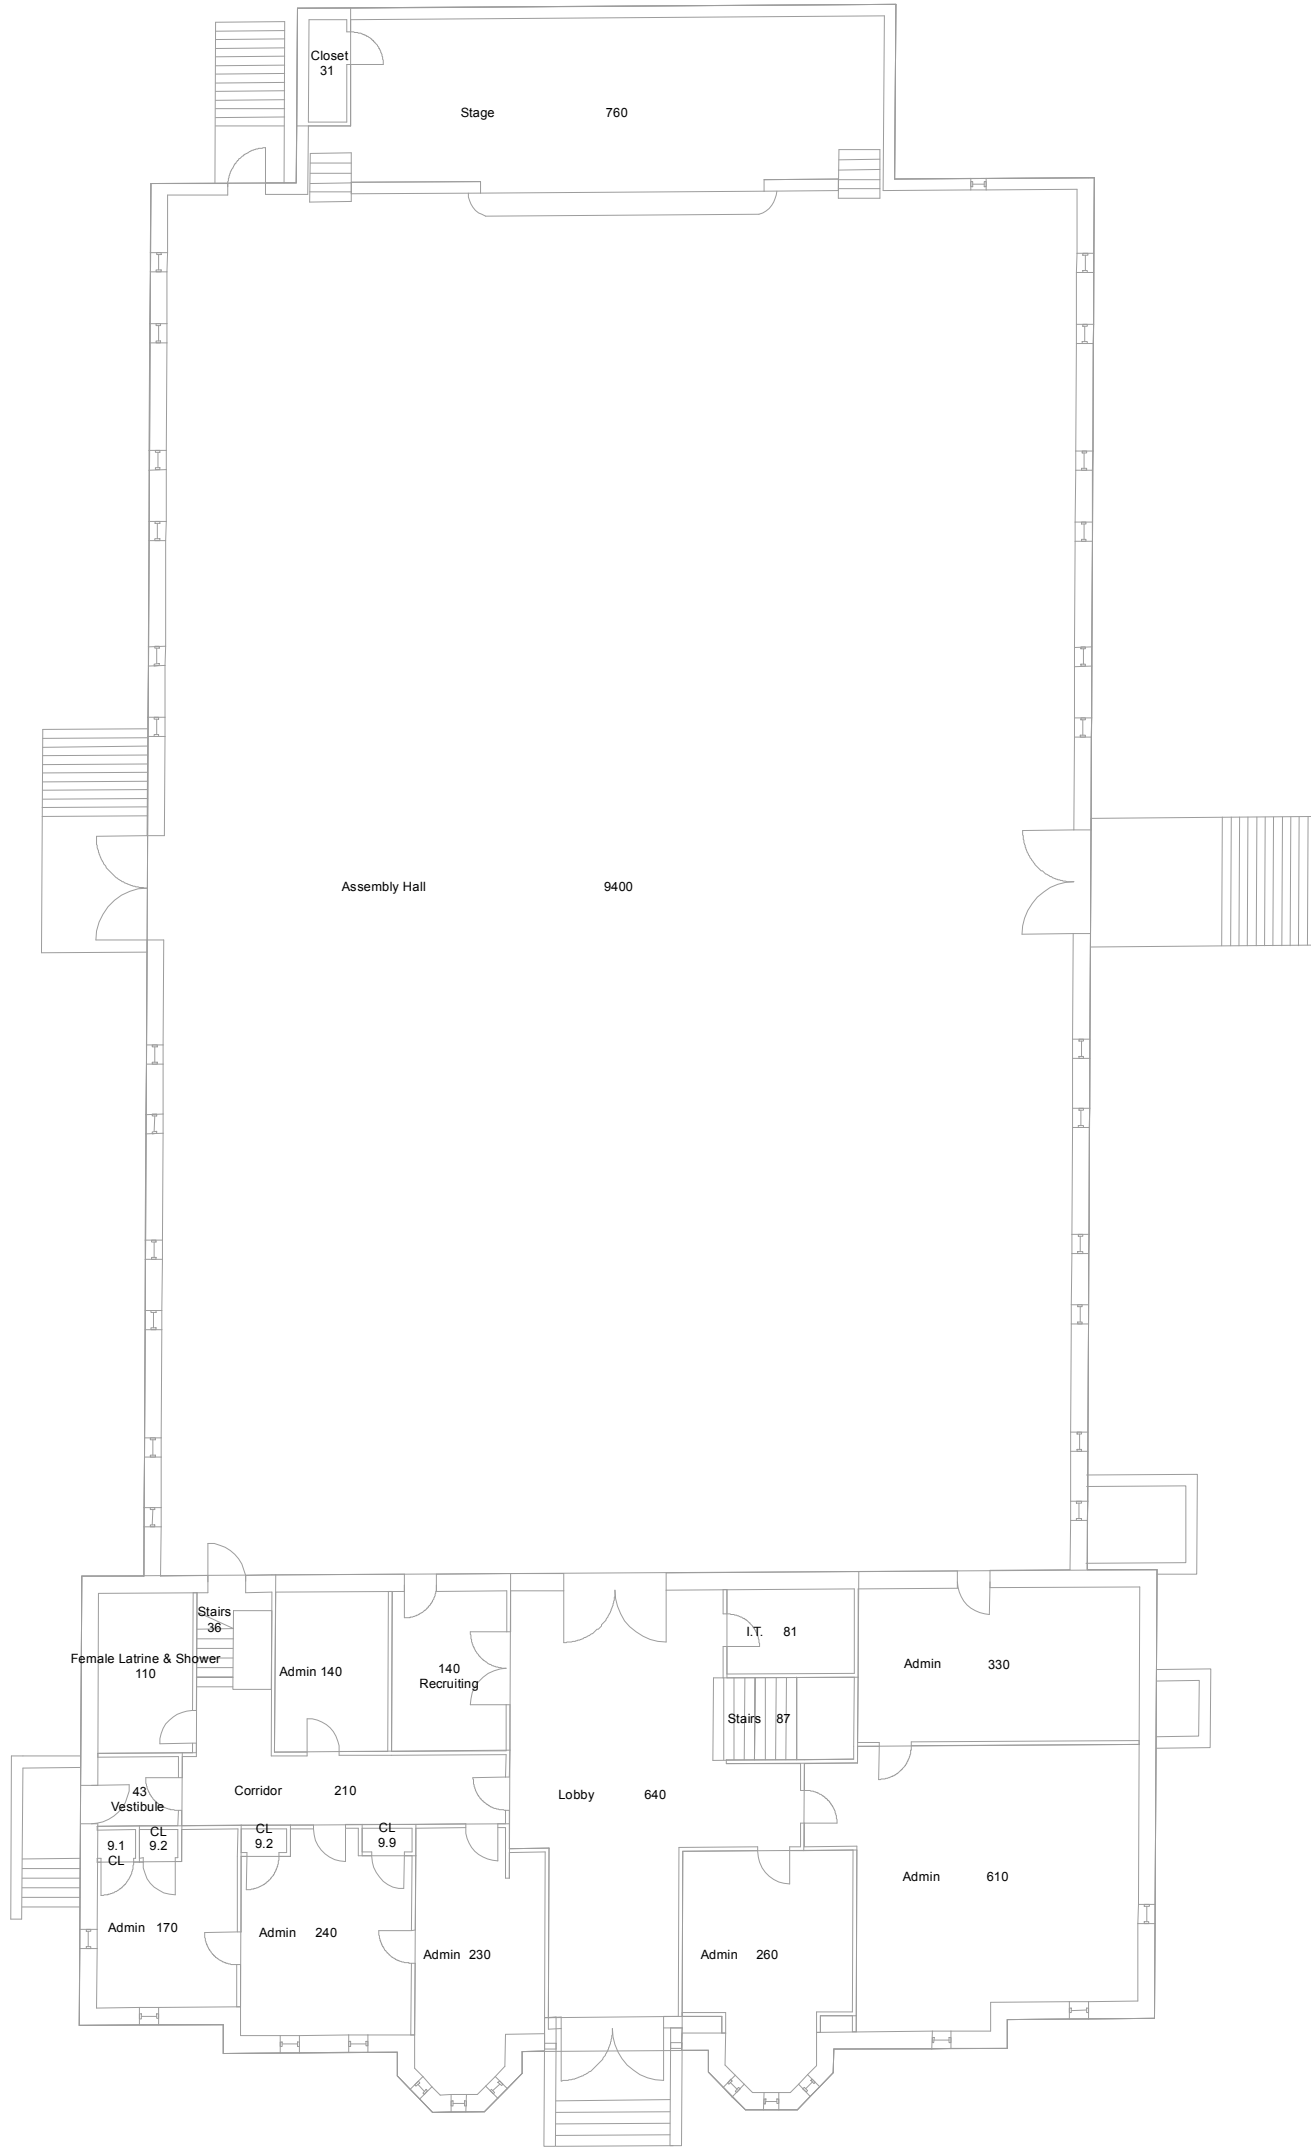 Closet
31
Stage 760
Assembly Hall 9400
Stairs
36
Female Latrine & Shower
110
Admin 140
140
Recruiting
I.T. 81
Admin 330
Stairs 87
43
Vestibule
Corridor 210
Lobby 640
9.1
CL
CL
9.2
CL
9.2
CL
9.9
Admin 610
Admin 170
Admin 240
Admin 230
Admin 260